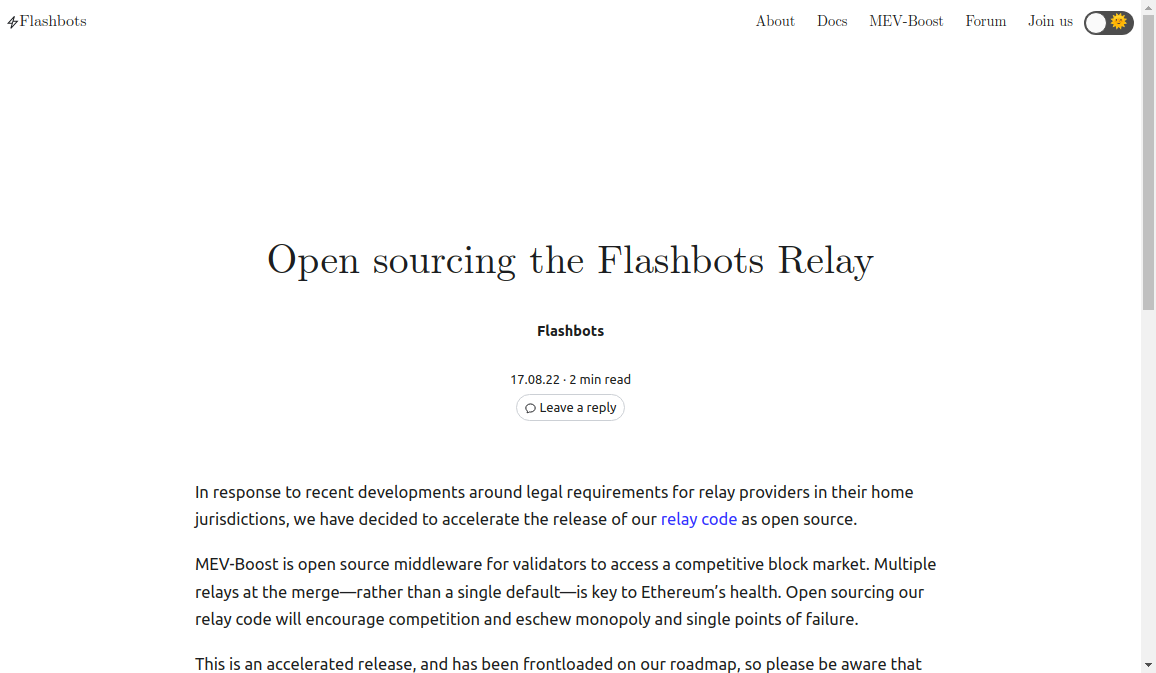 Flashbots
About Docs MEV-Boost Forum Join us
Open sourcing the Flashbots Relay
Flashbots
17.08.22 · 2 min read
Leave a reply
In response to recent developments around legal requirements for relay providers in their home
jurisdictions, we have decided to accelerate the release of our relay code as open source.
MEV-Boost is open source middleware for validators to access a competitive block market. Multiple
relays at the merge—rather than a single default—is key to Ethereum’s health. Open sourcing our
relay code will encourage competition and eschew monopoly and single points of failure.
This is an accelerated release, and has been frontloaded on our roadmap, so please be aware that